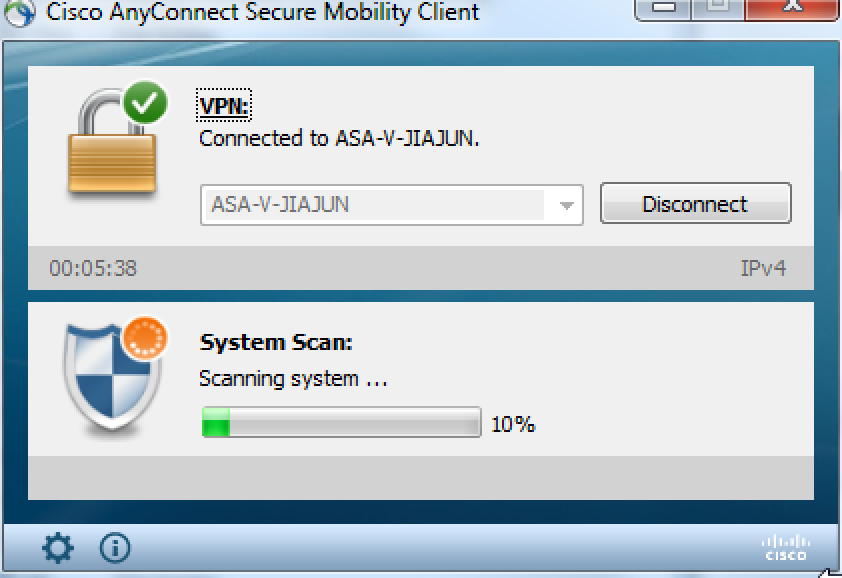 Cisco AnyConnect Secure Mobility Client
VPN:
Connected to ASA-V-JIAJUN.
ASA-V-JIAJUN
Disconnect
00:05:38
IPv4
System Scan:
Scanning system ...
10%
CISCO